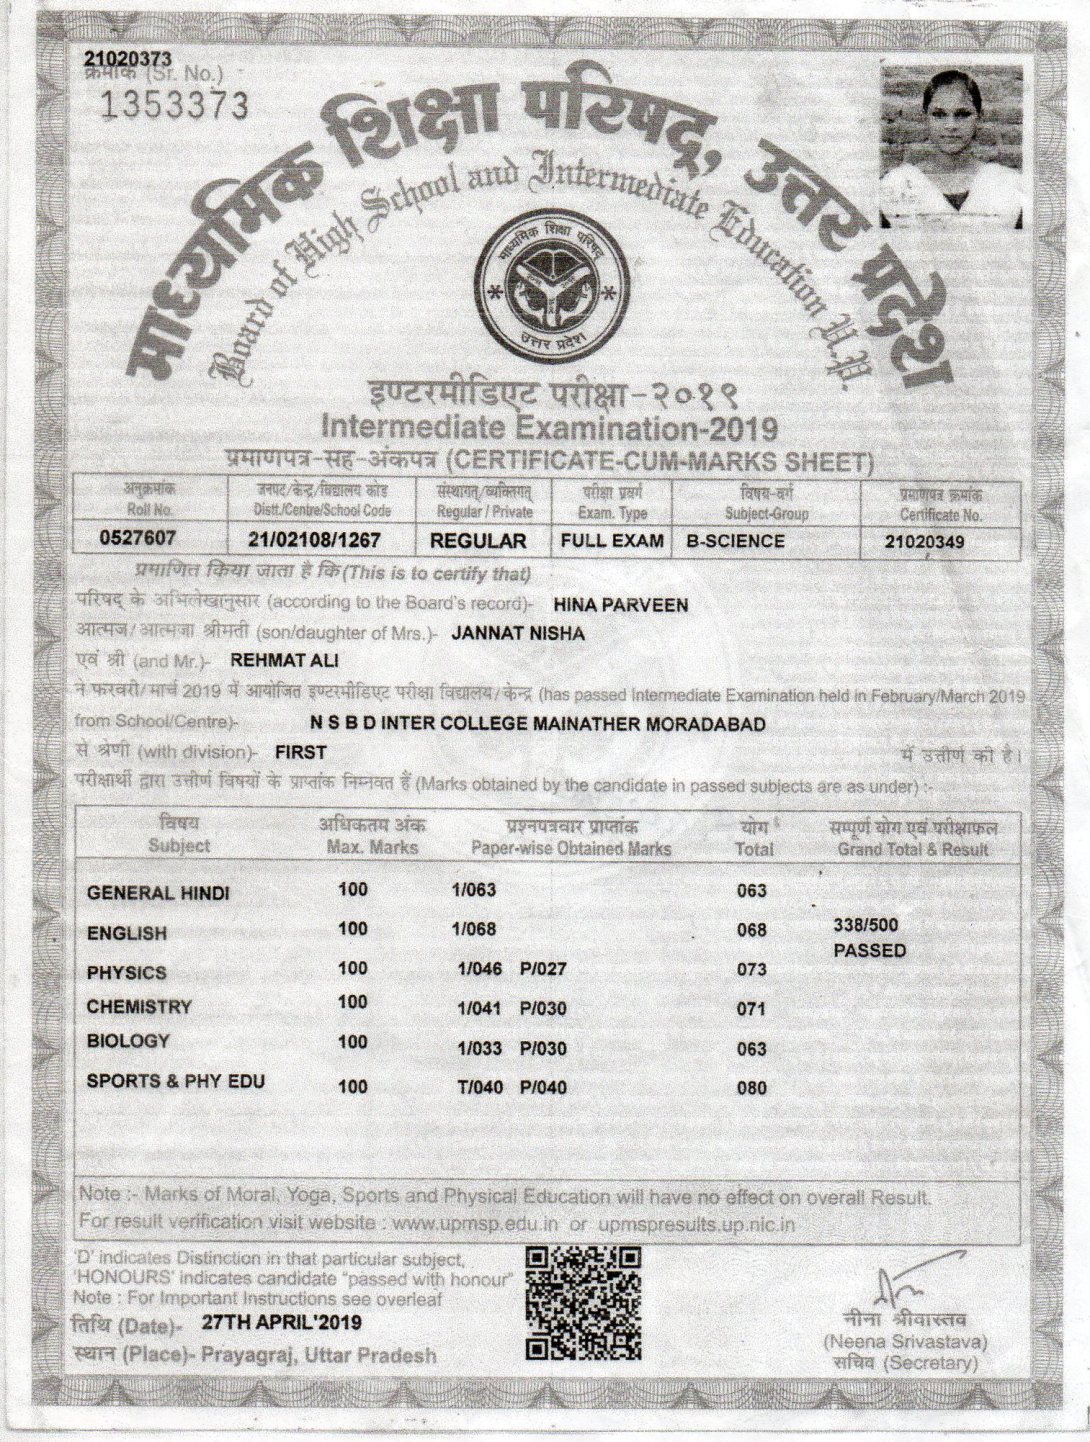 21020373
क्रमांक (Sr. No.)
1353373
माध्यमिक शिक्षा परिषद्, उत्तर प्रदेश
Board of High School and Intermediate Education U.P.
माध्यमिक शिक्षा परिषद्
उत्तर प्रदेश
इण्टरमीडिएट परीक्षा-२०१९
Intermediate Examination-2019
प्रमाणपत्र-सह-अंकपत्र (CERTIFICATE-CUM-MARKS SHEET)
अनुक्रमांक जनपद/केन्द्र/विद्यालय कोड संस्थागत/व्यक्तिगत परीक्षा प्रवर्ग विषय-वर्ग प्रमाणपत्र क्रमांक
Roll No. Distt./Centre/School Code Regular / Private Exam. Type Subject-Group Certificate No.
0527607 21/02108/1267 REGULAR FULL EXAM B-SCIENCE 21020349
प्रमाणित किया जाता है कि (This is to certify that)
परिषद् के अभिलेखानुसार (according to the Board's record)- HINA PARVEEN
आत्मज/आत्मजा श्रीमती (son/daughter of Mrs.)- JANNAT NISHA
एवं श्री (and Mr.)- REHMAT ALI
ने फरवरी/मार्च 2019 में आयोजित इण्टरमीडिएट परीक्षा विद्यालय/केन्द्र (has passed Intermediate Examination held in February/March 2019
from School/Centre)- N S B D INTER COLLEGE MAINATHER MORADABAD
से श्रेणी (with division)- FIRST में उत्तीर्ण की है।
परीक्षार्थी द्वारा उत्तीर्ण विषयों के प्राप्तांक निम्नवत हैं (Marks obtained by the candidate in passed subjects are as under) :-
विषय अधिकतम अंक प्रश्नपत्रवार प्राप्तांक योग सम्पूर्ण योग एवं परीक्षाफल
Subject Max. Marks Paper-wise Obtained Marks Total Grand Total & Result
GENERAL HINDI 100 1/063 063
ENGLISH 100 1/068 068 338/500
PASSED
PHYSICS 100 1/046 P/027 073
CHEMISTRY 100 1/041 P/030 071
BIOLOGY 100 1/033 P/030 063
SPORTS & PHY EDU 100 T/040 P/040 080
Note :- Marks of Moral, Yoga, Sports and Physical Education will have no effect on overall Result.
For result verification visit website : www.upmsp.edu.in or upmspresults.up.nic.in
'D' indicates Distinction in that particular subject,
'HONOURS' indicates candidate "passed with honour"
Note : For Important Instructions see overleaf
तिथि (Date)- 27TH APRIL'2019
स्थान (Place)- Prayagraj, Uttar Pradesh
नीना श्रीवास्तव
(Neena Srivastava)
सचिव (Secretary)